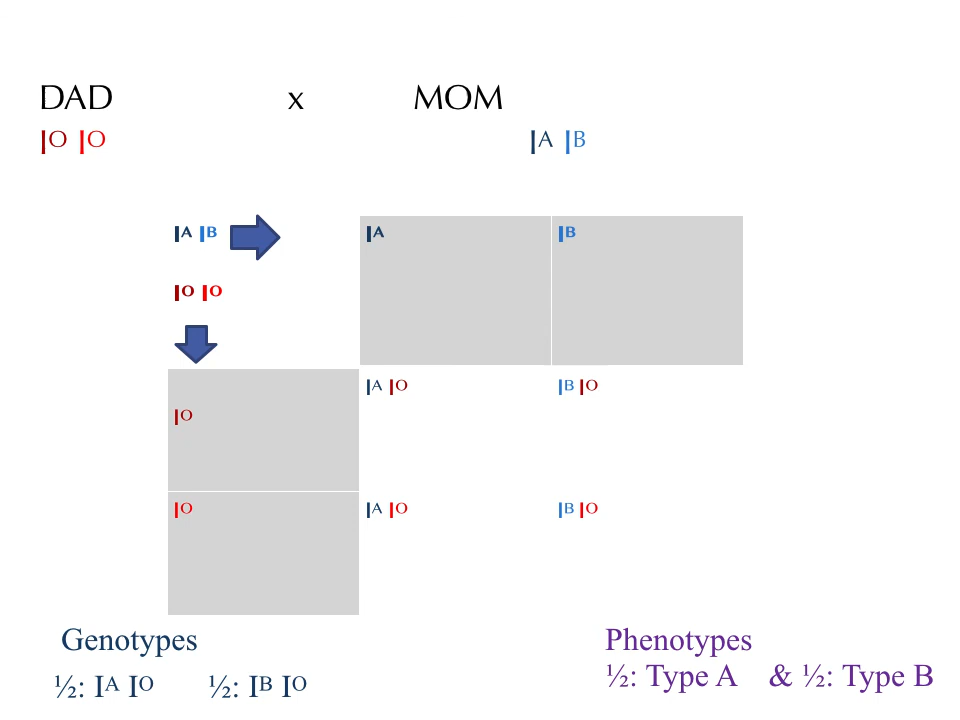 DAD x MOM
Iᴼ Iᴼ Iᴬ Iᴮ
Iᴬ Iᴮ Iᴬ Iᴮ
Iᴼ Iᴼ
Iᴬ Iᴼ Iᴮ Iᴼ
Iᴼ
Iᴼ Iᴬ Iᴼ Iᴮ Iᴼ
Genotypes Phenotypes
½: Iᴬ Iᴼ ½: Iᴮ Iᴼ ½: Type A & ½: Type B